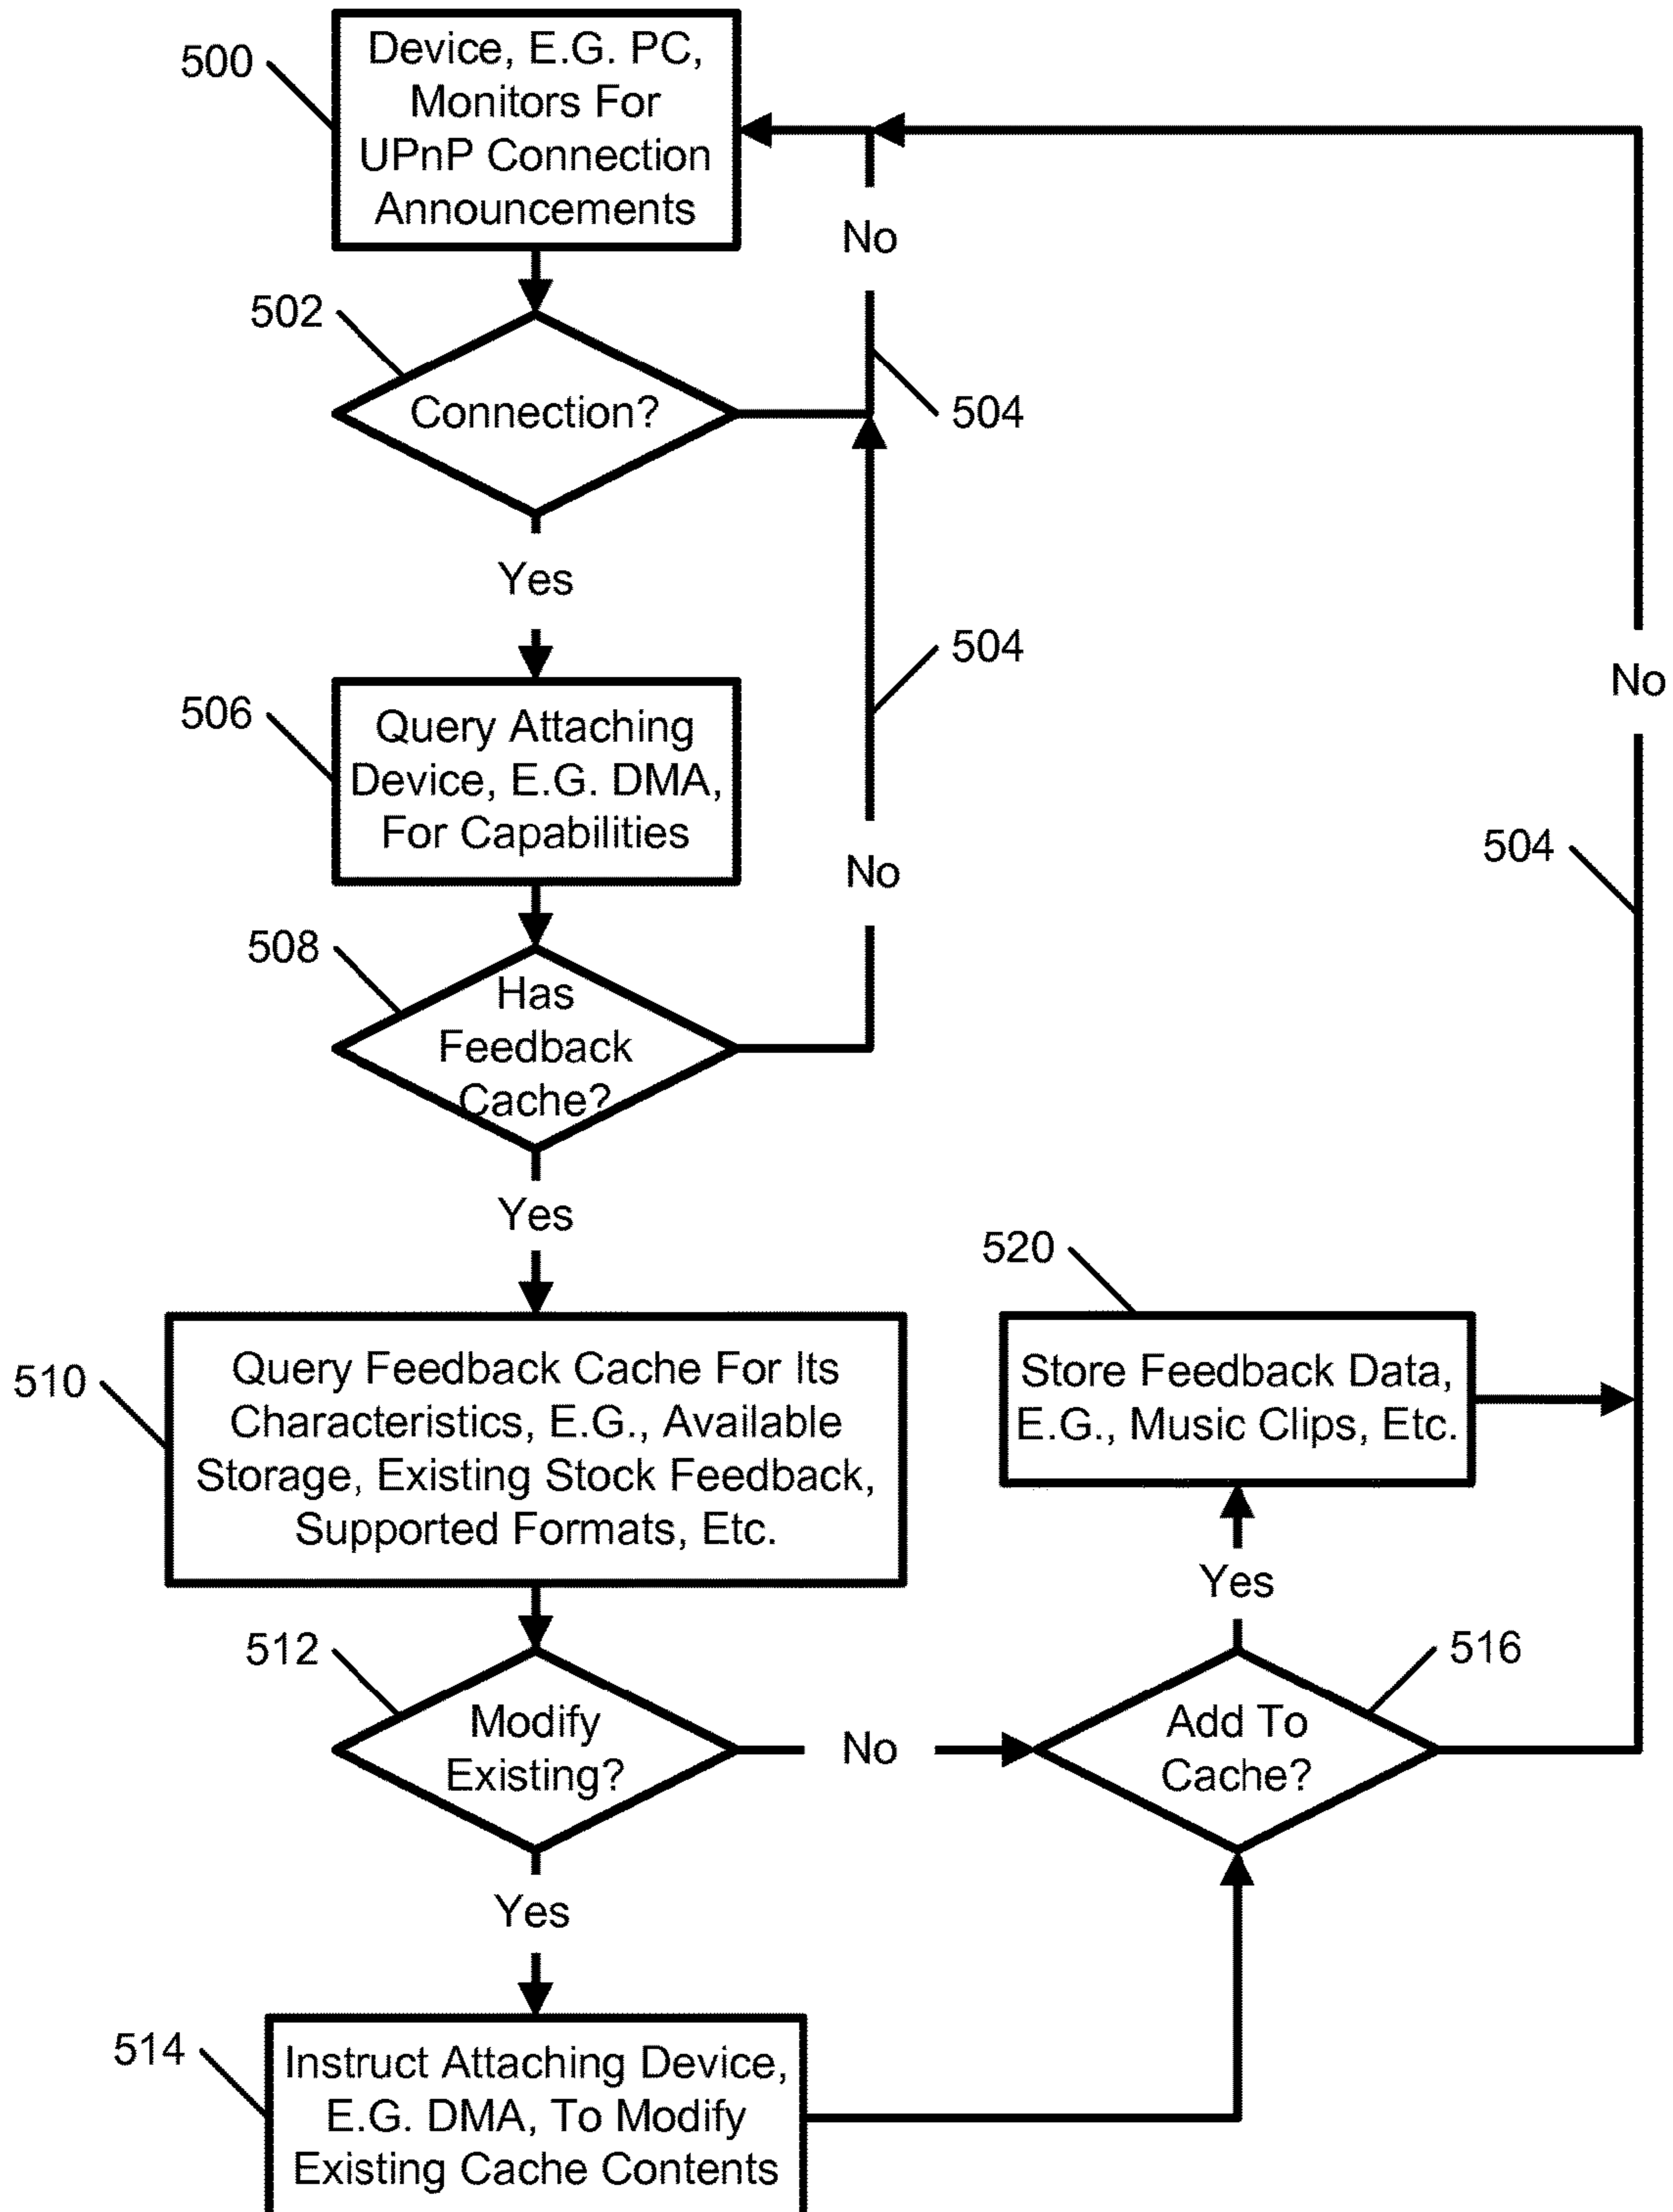 500
Device, E.G. PC,
Monitors For
UPnP Connection
Announcements
No
502
Connection?
504
Yes
504
No
506
Query Attaching
Device, E.G. DMA,
For Capabilities
No
504
508
Has
Feedback
Cache?
Yes
520
510
Query Feedback Cache For Its
Characteristics, E.G., Available
Storage, Existing Stock Feedback,
Supported Formats, Etc.
Store Feedback Data,
E.G., Music Clips, Etc.
Yes
512
Modify
Existing?
No
516
Add To
Cache?
Yes
514
Instruct Attaching Device,
E.G. DMA, To Modify
Existing Cache Contents